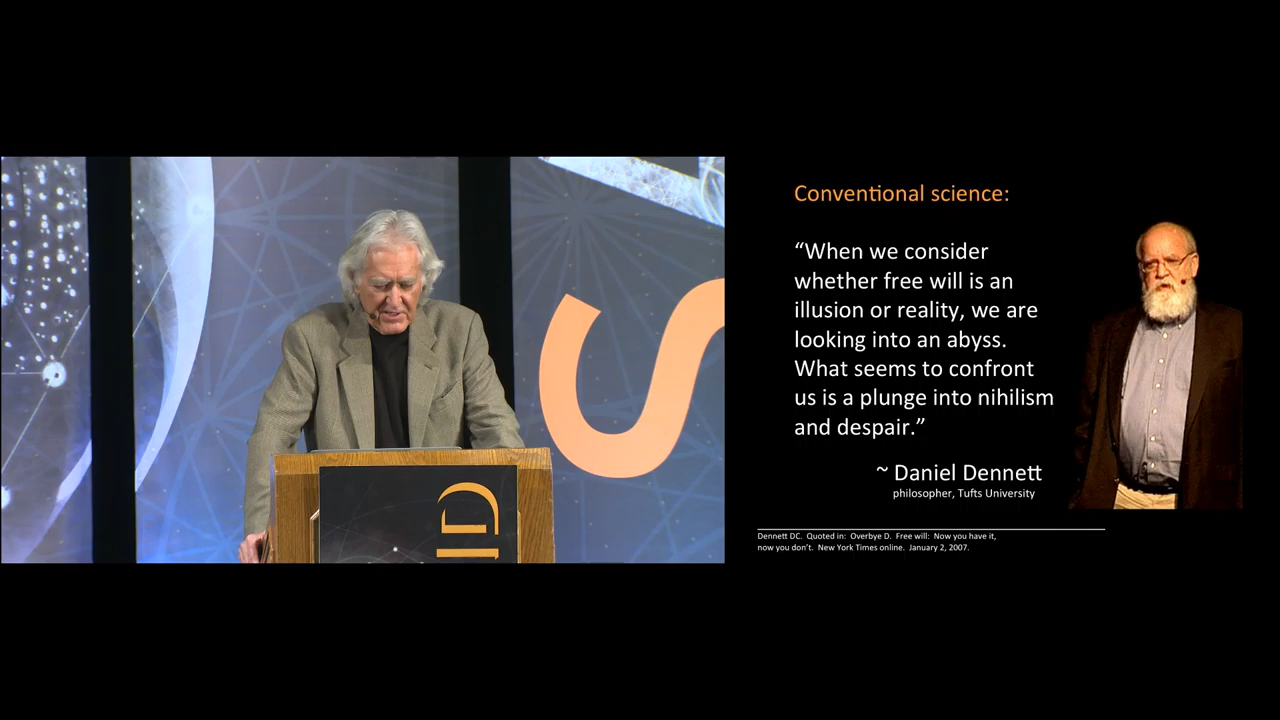 S
ID
Conventional science:
“When we consider
whether free will is an
illusion or reality, we are
looking into an abyss.
What seems to confront
us is a plunge into nihilism
and despair.”
~ Daniel Dennett
philosopher, Tufts University
Dennett DC. Quoted in: Overbye D. Free will: Now you have it,
now you don’t. New York Times online. January 2, 2007.